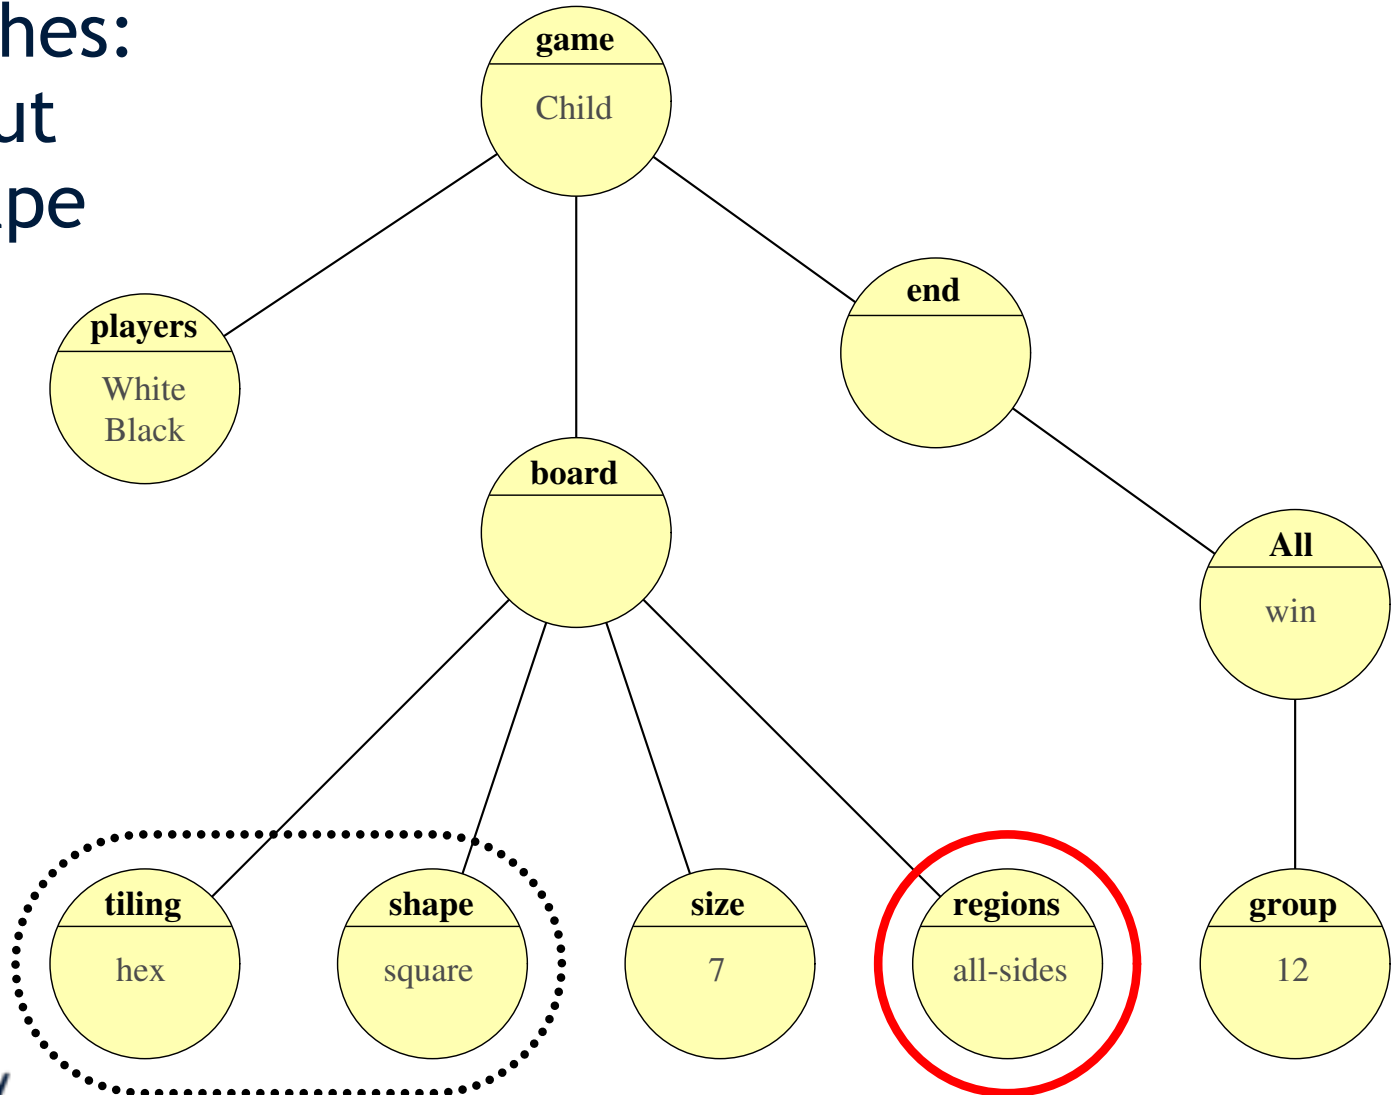 hes:
ut
pe
game
Child
end
players
White
Black
board
All
win
tiling
hex
shape
square
size
7
regions
all-sides
group
12